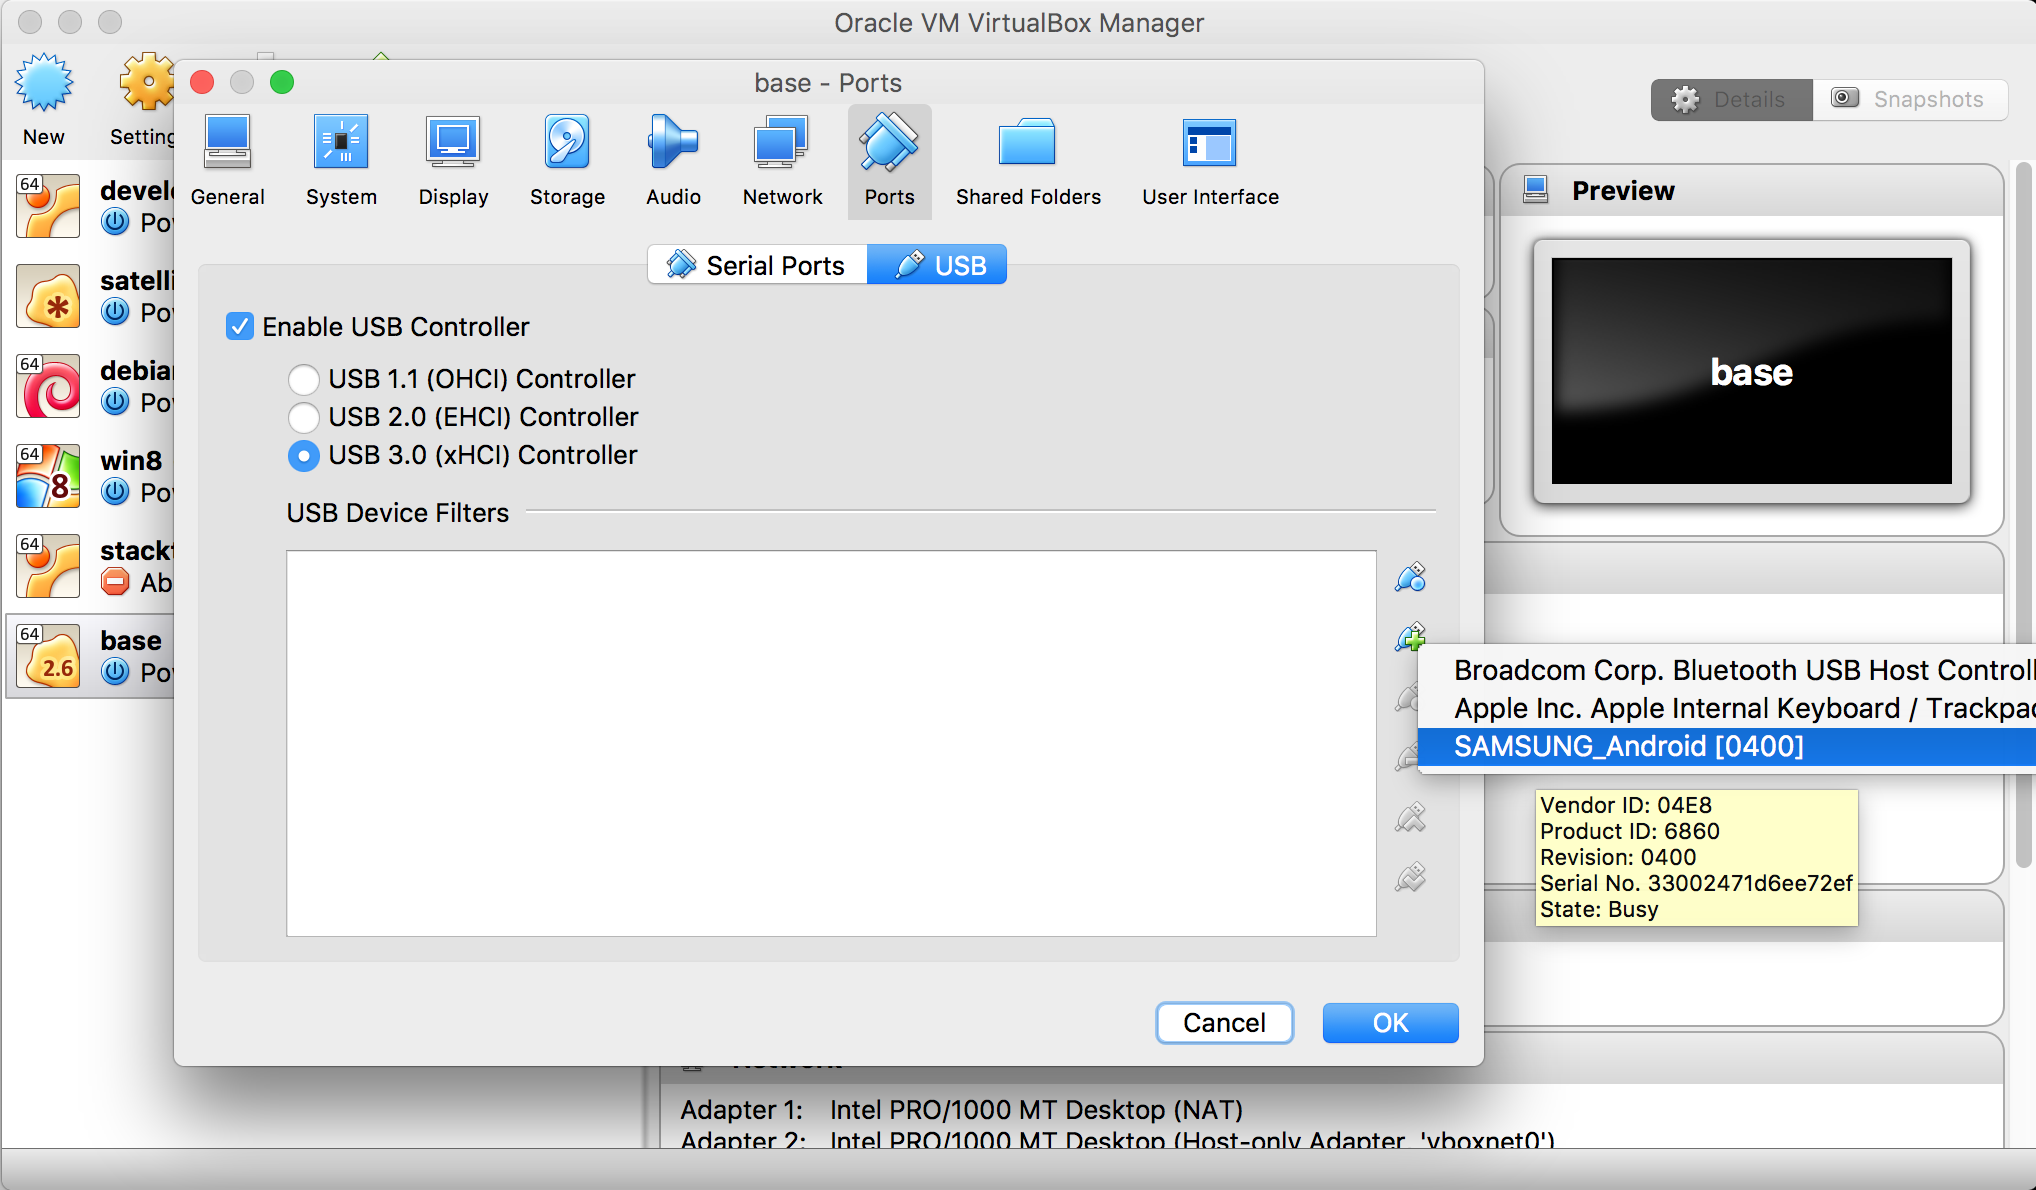 Oracle VM VirtualBox Manager
New
Setting
Details
Snapshots
base - Ports
General
System
Display
Storage
Audio
Network
Ports
Shared Folders
User Interface
Serial Ports
USB
Enable USB Controller
USB 1.1 (OHCI) Controller
USB 2.0 (EHCI) Controller
USB 3.0 (xHCI) Controller
USB Device Filters
Cancel
OK
64
develo
Po
satelli
Po
64
debian
Po
64
8
win8
Po
64
stackt
Ab
64
2.6
base
Po
Preview
base
Broadcom Corp. Bluetooth USB Host Controll
Apple Inc. Apple Internal Keyboard / Trackpad
SAMSUNG_Android [0400]
Vendor ID: 04E8
Product ID: 6860
Revision: 0400
Serial No. 33002471d6ee72ef
State: Busy
Network
Adapter 1: Intel PRO/1000 MT Desktop (NAT)
Adapter 2: Intel PRO/1000 MT Desktop (Host-only Adapter, 'vboxnet0')